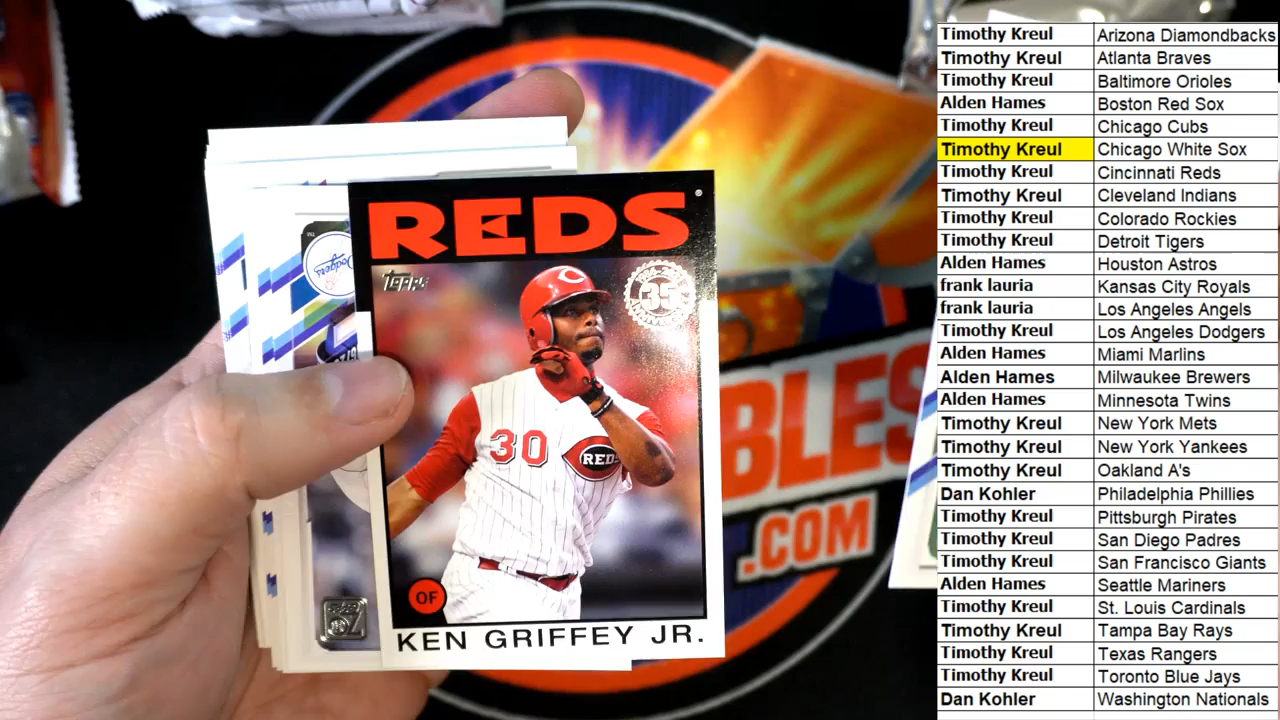 REDS
Topps
35
30
REDS
OF
KEN GRIFFEY JR.
Dodgers
70
BLES
.COM
Timothy Kreul Arizona Diamondbacks
Timothy Kreul Atlanta Braves
Timothy Kreul Baltimore Orioles
Alden Hames Boston Red Sox
Timothy Kreul Chicago Cubs
Timothy Kreul Chicago White Sox
Timothy Kreul Cincinnati Reds
Timothy Kreul Cleveland Indians
Timothy Kreul Colorado Rockies
Timothy Kreul Detroit Tigers
Alden Hames Houston Astros
frank lauria Kansas City Royals
frank lauria Los Angeles Angels
Timothy Kreul Los Angeles Dodgers
Alden Hames Miami Marlins
Alden Hames Milwaukee Brewers
Alden Hames Minnesota Twins
Timothy Kreul New York Mets
Timothy Kreul New York Yankees
Timothy Kreul Oakland A's
Dan Kohler Philadelphia Phillies
Timothy Kreul Pittsburgh Pirates
Timothy Kreul San Diego Padres
Timothy Kreul San Francisco Giants
Alden Hames Seattle Mariners
Timothy Kreul St. Louis Cardinals
Timothy Kreul Tampa Bay Rays
Timothy Kreul Texas Rangers
Timothy Kreul Toronto Blue Jays
Dan Kohler Washington Nationals